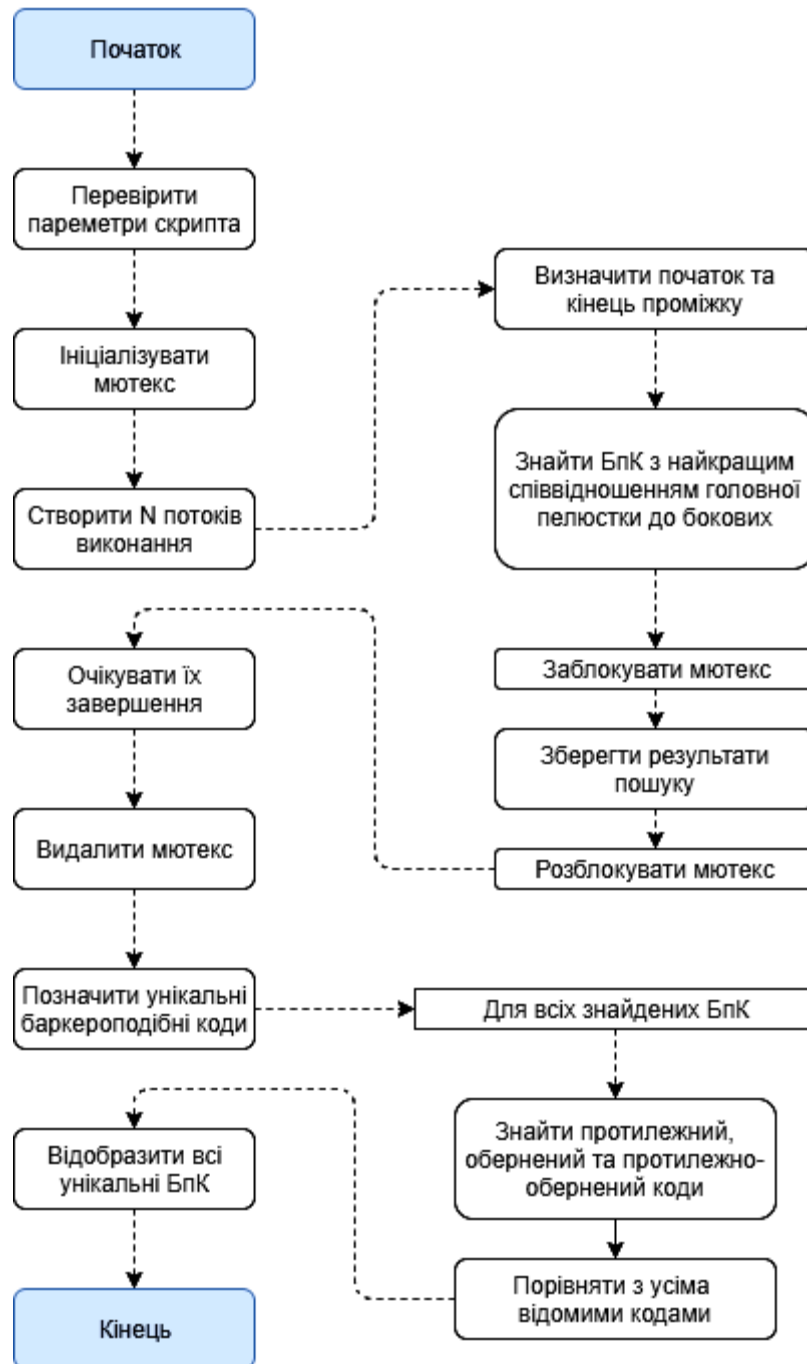 Початок
Перевірити
пареметри скрипта
Ініціалізувати
мютекс
Створити N потоків
виконання
Визначити початок та
кінець проміжку
Знайти БпК з найкращим
співвідношенням головної
пелюстки до бокових
Заблокувати мютекс
Зберегти результати
пошуку
Розблокувати мютекс
Очікувати їх
завершення
Видалити мютекс
Позначити унікальні
баркероподібні коди
Для всіх знайдених БпК
Знайти протилежний,
обернений та протилежно-
обернений коди
Порівняти з усіма
відомими кодами
Відобразити всі
унікальні БпК
Кінець